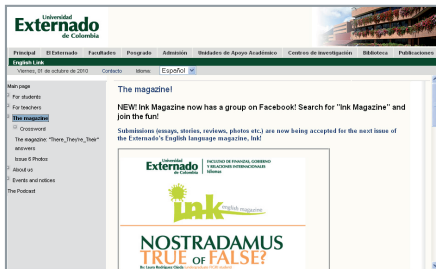 Universidad
Externado
de Colombia
Principal El Externado Facultades Posgrado Admisión Unidades de Apoyo Académico Centros de investigación Biblioteca Publicaciones
English Link
Viernes, 01 de octubre de 2010 Contacto Idioma Español
Main page
For students
For teachers
The magazine
Crossword
The magazine: "There_They're_Their"
answers
Issue 6 Photos
About us
Events and notices
The Podcast
The magazine!
NEW! Ink Magazine now has a group on Facebook! Search for "Ink Magazine" and
join the fun!
Submissions (essays, stories, reviews, photos etc.) are now being accepted for the next issue of
the Externado's English language magazine, Ink!
Universidad
Externado
de Colombia
FACULTAD DE FINANZAS, GOBIERNO
Y RELACIONES INTERNACIONALES
Idiomas
ink
english magazine
NOSTRADAMUS
TRUE OF FALSE?